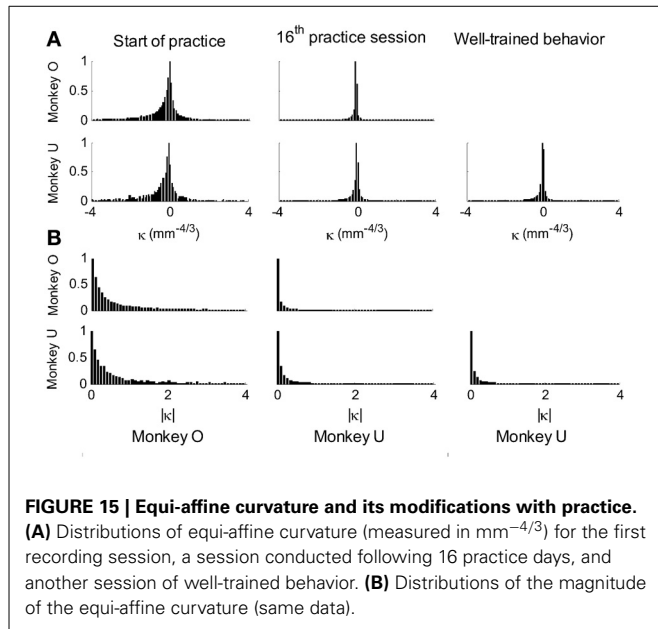 A
Start of practice
16th practice session
Well-trained behavior
Monkey O
1
0.5
0
Monkey U
1
0.5
0
-4 0 4
-4 0 4
-4 0 4
κ (mm-4/3)
κ (mm-4/3)
κ (mm-4/3)
B
Monkey O
1
0.5
0
Monkey U
1
0.5
0
0 2 4
0 2 4
0 2 4
|κ|
|κ|
|κ|
Monkey O
Monkey U
Monkey U
FIGURE 15 | Equi-affine curvature and its modifications with practice.
(A) Distributions of equi-affine curvature (measured in mm−4/3) for the first
recording session, a session conducted following 16 practice days, and
another session of well-trained behavior. (B) Distributions of the magnitude
of the equi-affine curvature (same data).